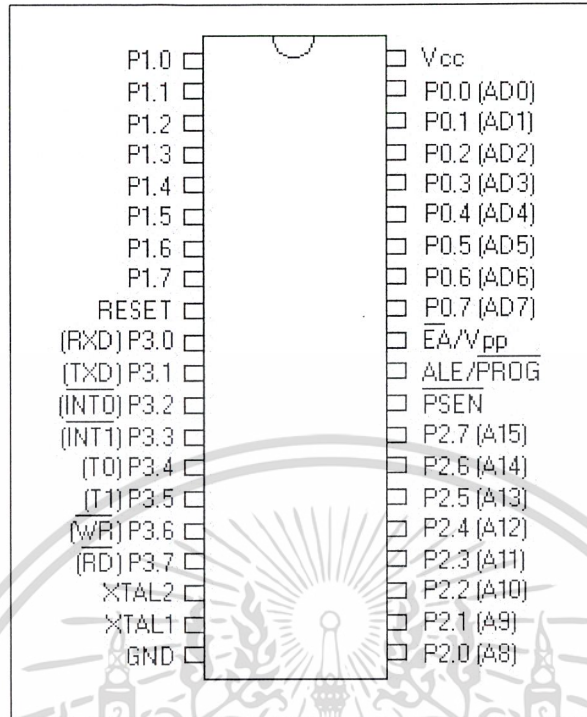 P1.0
P1.1
P1.2
P1.3
P1.4
P1.5
P1.6
P1.7
RESET
(RXD) P3.0
(TXD) P3.1
(INT0) P3.2
(INT1) P3.3
(T0) P3.4
(T1) P3.5
(WR) P3.6
(RD) P3.7
XTAL2
XTAL1
GND
Vcc
P0.0 (AD0)
P0.1 (AD1)
P0.2 (AD2)
P0.3 (AD3)
P0.4 (AD4)
P0.5 (AD5)
P0.6 (AD6)
P0.7 (AD7)
EA/Vpp
ALE/PROG
PSEN
P2.7 (A15)
P2.6 (A14)
P2.5 (A13)
P2.4 (A12)
P2.3 (A11)
P2.2 (A10)
P2.1 (A9)
P2.0 (A8)